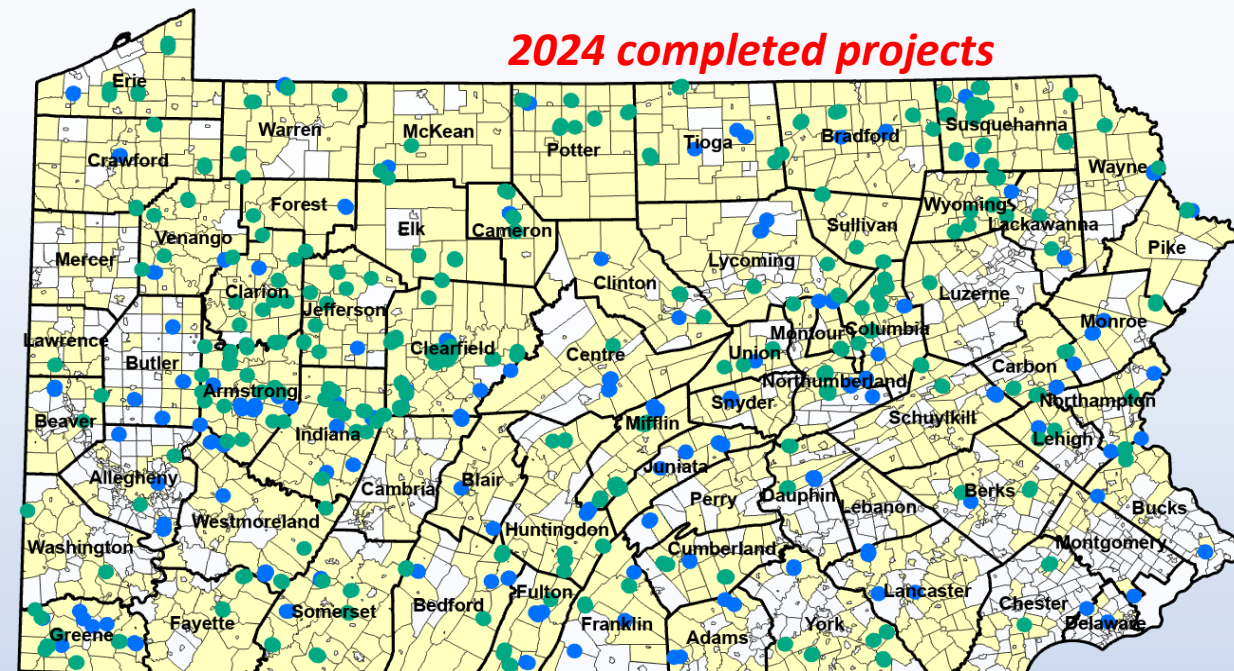 2024 completed projects
Erie
Warren
McKean
Potter
Tioga
Bradford
Susquehanna
Crawford
Wayne
Forest
Elk
Cameron
Wyoming
Lackawanna
Sullivan
Venango
Mercer
Pike
Lycoming
Clinton
Clarion
Jefferson
Luzerne
Monroe
Lawrence
Butler
Clearfield
Centre
Montour
Columbia
Union
Carbon
Northumberland
Armstrong
Snyder
Northampton
Beaver
Mifflin
Schuylkill
Indiana
Lehigh
Juniata
Allegheny
Blair
Cambria
Perry
Dauphin
Berks
Lebanon
Bucks
Westmoreland
Huntingdon
Washington
Cumberland
Montgomery
Fulton
Lancaster
Bedford
Somerset
Chester
Fayette
Franklin
York
Delaware
Greene
Adams